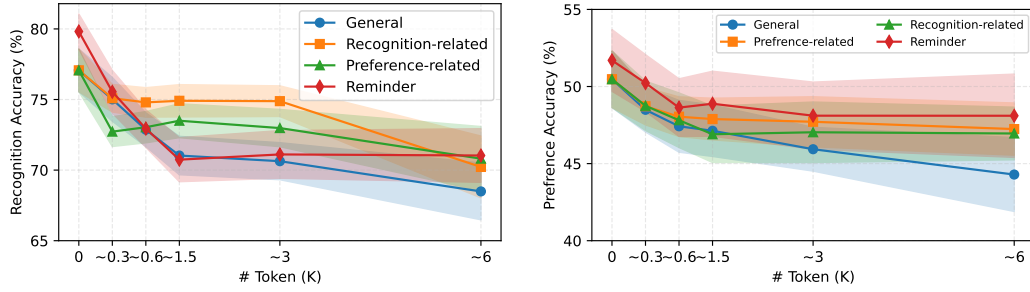 Recognition Accuracy (%)
80
75
70
65
General
Recognition-related
Preference-related
Reminder
0 ~0.3 ~0.6 ~1.5 ~3 ~6
# Token (K)
Prefrence Accuracy (%)
55
50
45
40
General Recognition-related
Prefrence-related Reminder
0 ~0.3 ~0.6 ~1.5 ~3 ~6
# Token (K)